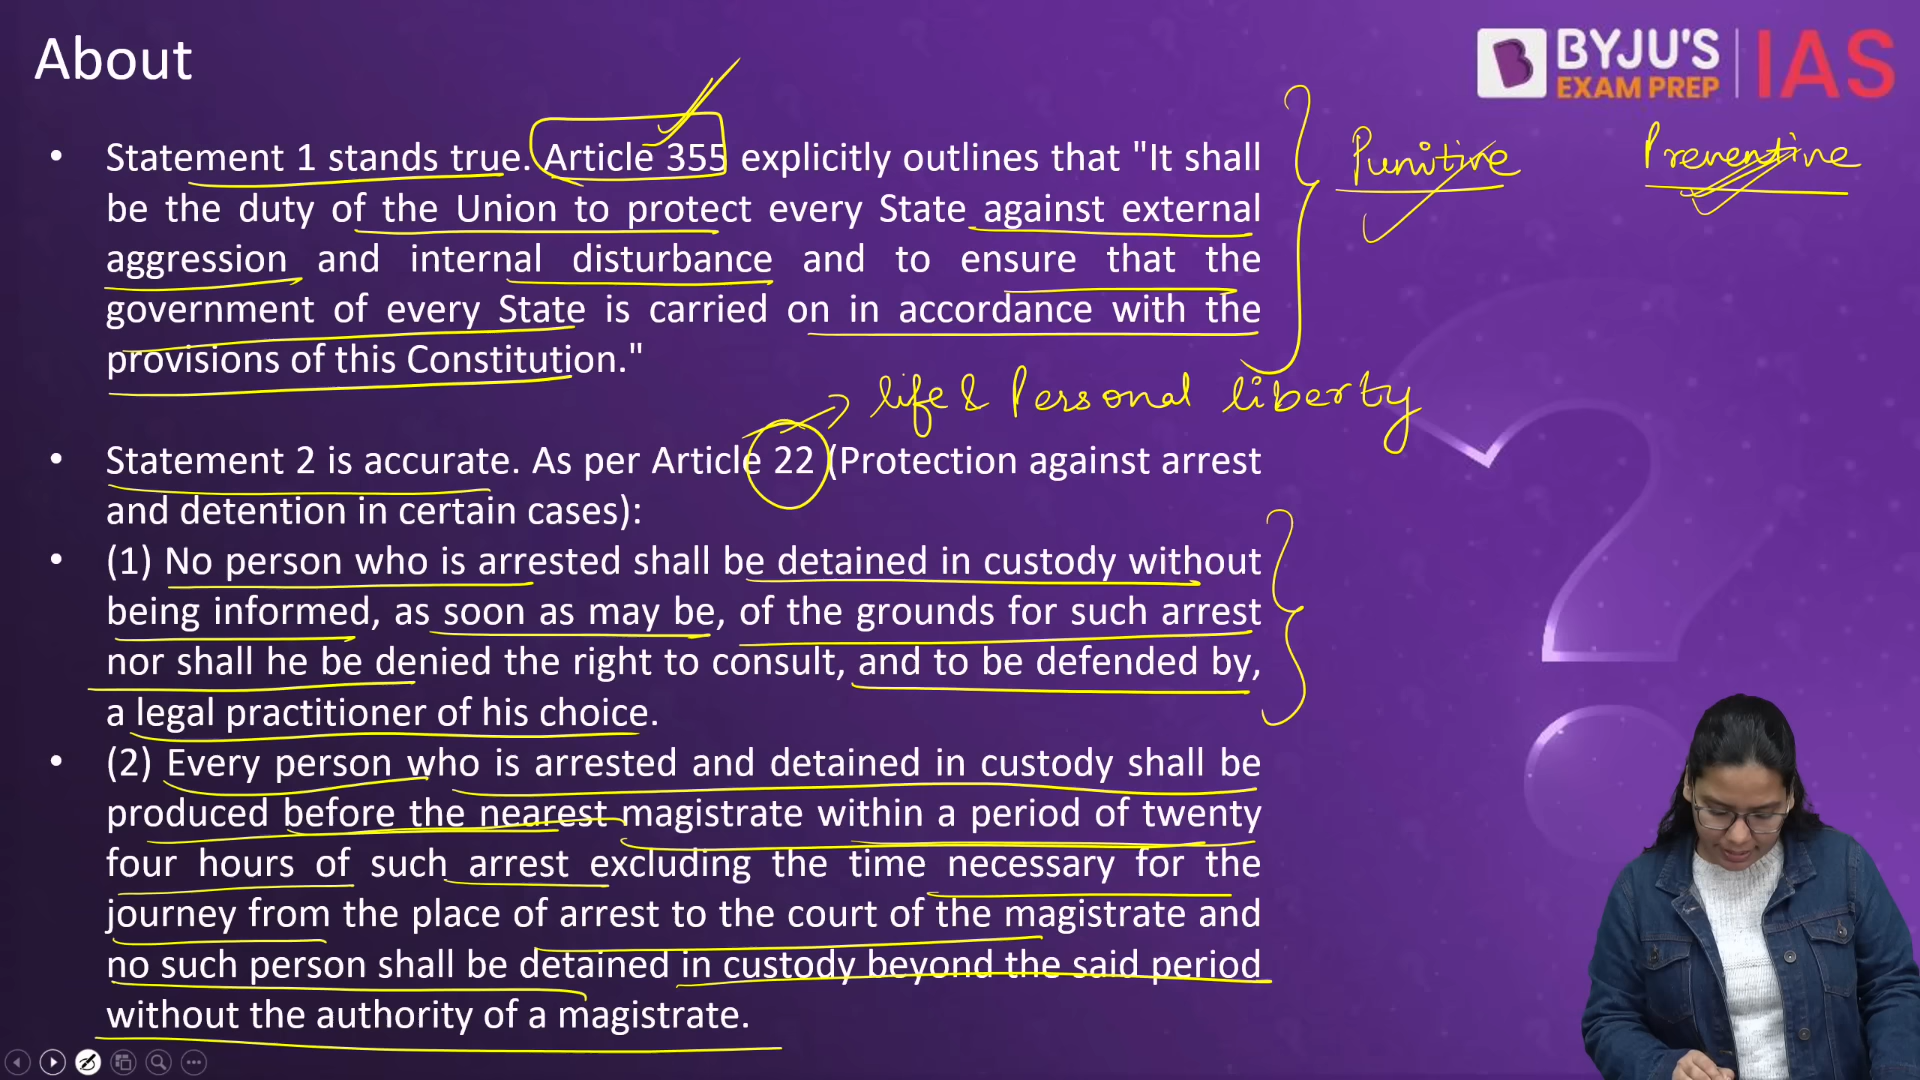 About
BYJU'S
EXAM PREP
IAS
• Statement 1 stands true. Article 355 explicitly outlines that "It shall
be the duty of the Union to protect every State against external
aggression and internal disturbance and to ensure that the
government of every State is carried on in accordance with the
provisions of this Constitution."
Punitive Preventive
life & Personal liberty
• Statement 2 is accurate. As per Article 22 (Protection against arrest
and detention in certain cases):
• (1) No person who is arrested shall be detained in custody without
being informed, as soon as may be, of the grounds for such arrest
nor shall he be denied the right to consult, and to be defended by,
a legal practitioner of his choice.
• (2) Every person who is arrested and detained in custody shall be
produced before the nearest magistrate within a period of twenty
four hours of such arrest excluding the time necessary for the
journey from the place of arrest to the court of the magistrate and
no such person shall be detained in custody beyond the said period
without the authority of a magistrate.